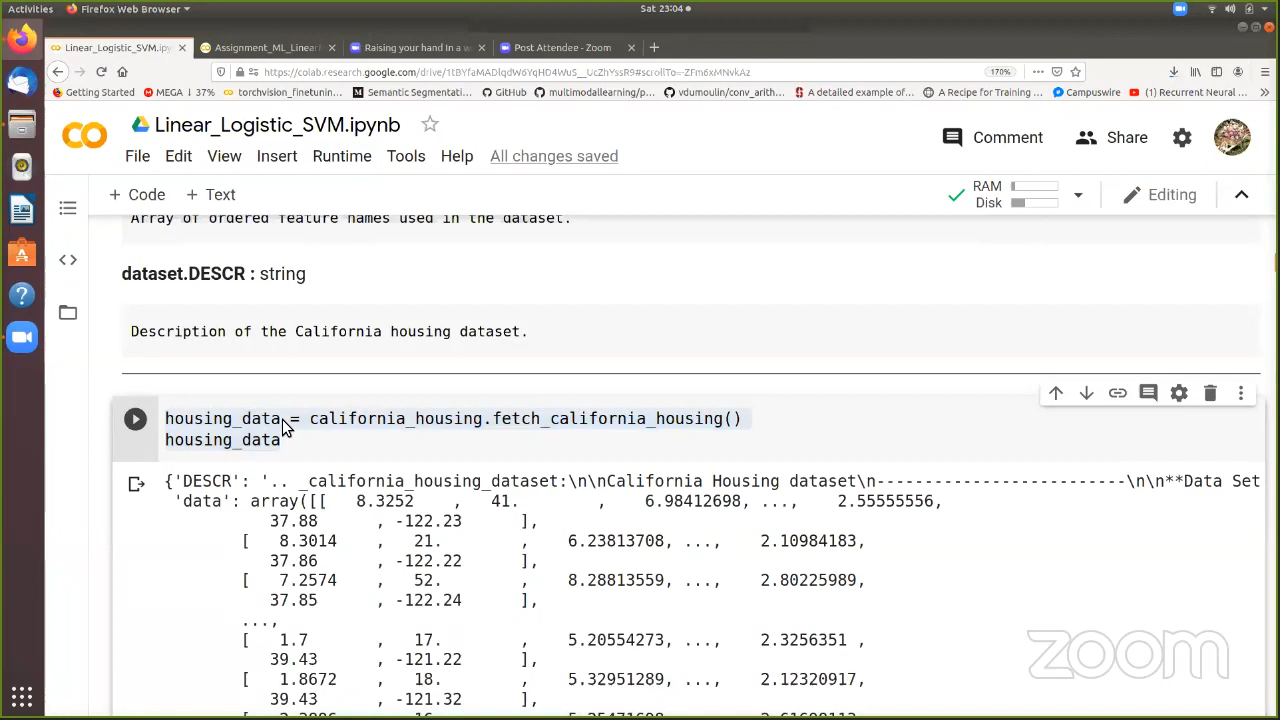 Activities Firefox Web Browser Sat 23:04
Linear_Logistic_SVM.ipyn Assignment_ML_Linear Raising your hand in a w Post Attendee - Zoom
https://colab.research.google.com/drive/1tBYfaMADlqdW6YqHD4WuS__UcZhYssR9#scrollTo=-ZFm6xMNvkAz 170%
Getting Started MEGA ↓ 37% torchvision_finetunin... Semantic Segmentati... GitHub multimodallearning/p... vdumoulin/conv_arith... A detailed example of... A Recipe for Training ... Campuswire (1) Recurrent Neural ...
Linear_Logistic_SVM.ipynb
Comment Share
File Edit View Insert Runtime Tools Help All changes saved
+ Code + Text RAM Disk Editing
Array of ordered feature names used in the dataset.
dataset.DESCR : string
Description of the California housing dataset.
housing_data = california_housing.fetch_california_housing()
housing_data
{'DESCR': '.. _california_housing_dataset:\n\nCalifornia Housing dataset\n--------------------------\n\n**Data Set
'data': array([[ 8.3252 , 41. , 6.98412698, ..., 2.55555556,
37.88 , -122.23 ],
[ 8.3014 , 21. , 6.23813708, ..., 2.10984183,
37.86 , -122.22 ],
[ 7.2574 , 52. , 8.28813559, ..., 2.80225989,
37.85 , -122.24 ],
...,
[ 1.7 , 17. , 5.20554273, ..., 2.3256351 ,
39.43 , -121.22 ],
[ 1.8672 , 18. , 5.32951289, ..., 2.12320917,
39.43 , -121.32 ],
zoom